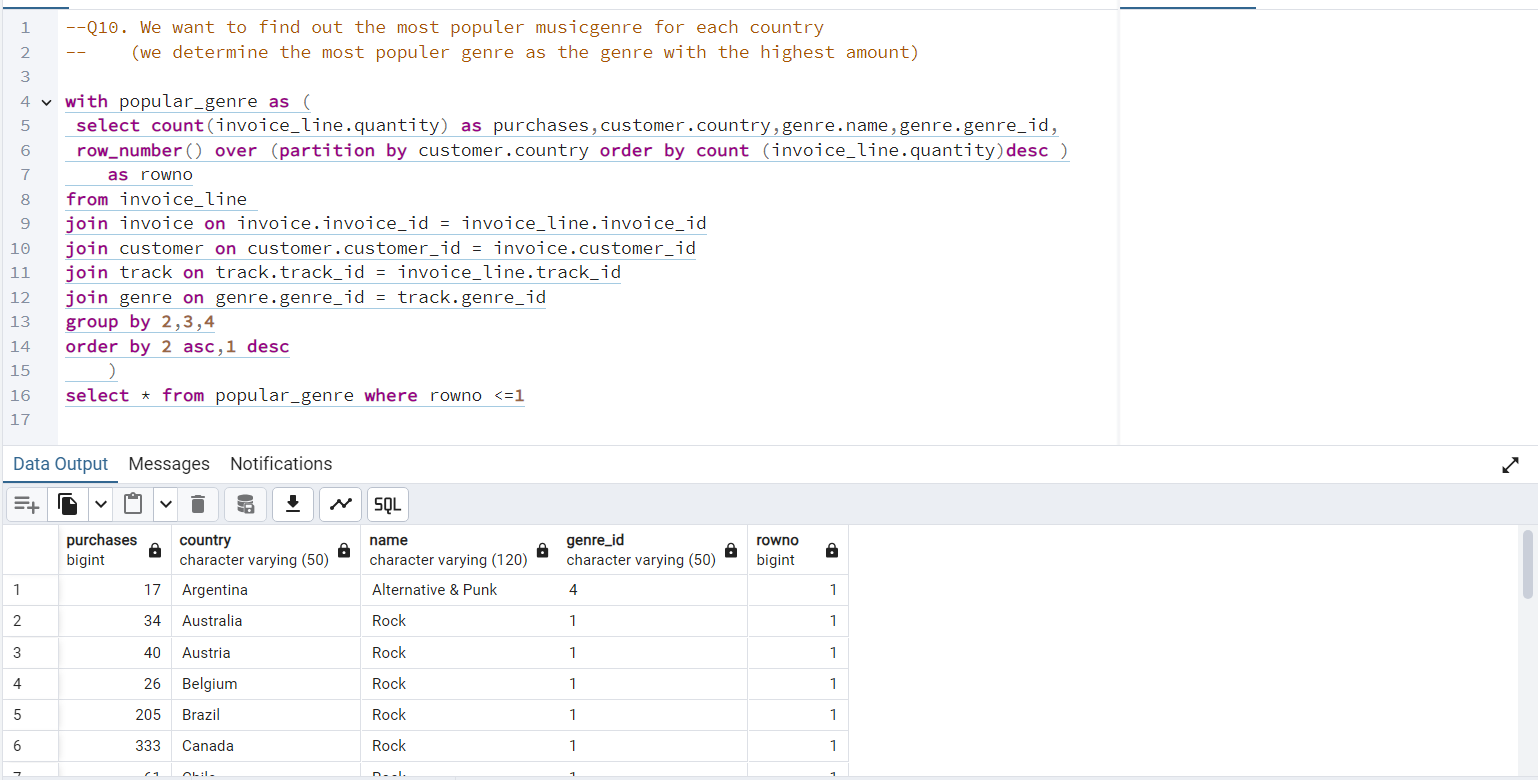 1 --Q10. We want to find out the most populer musicgenre for each country
2 -- (we determine the most populer genre as the genre with the highest amount)
3
4 with popular_genre as (
5 select count(invoice_line.quantity) as purchases,customer.country,genre.name,genre.genre_id,
6 row_number() over (partition by customer.country order by count (invoice_line.quantity)desc )
7 as rowno
8 from invoice_line
9 join invoice on invoice.invoice_id = invoice_line.invoice_id
10 join customer on customer.customer_id = invoice.customer_id
11 join track on track.track_id = invoice_line.track_id
12 join genre on genre.genre_id = track.genre_id
13 group by 2,3,4
14 order by 2 asc,1 desc
15 )
16 select * from popular_genre where rowno <=1
17
Data Output Messages Notifications
SQL
purchases country name genre_id rowno
bigint character varying (50) character varying (120) character varying (50) bigint
1 17 Argentina Alternative & Punk 4 1
2 34 Australia Rock 1 1
3 40 Austria Rock 1 1
4 26 Belgium Rock 1 1
5 205 Brazil Rock 1 1
6 333 Canada Rock 1 1
7 61 Chile Rock 1 1